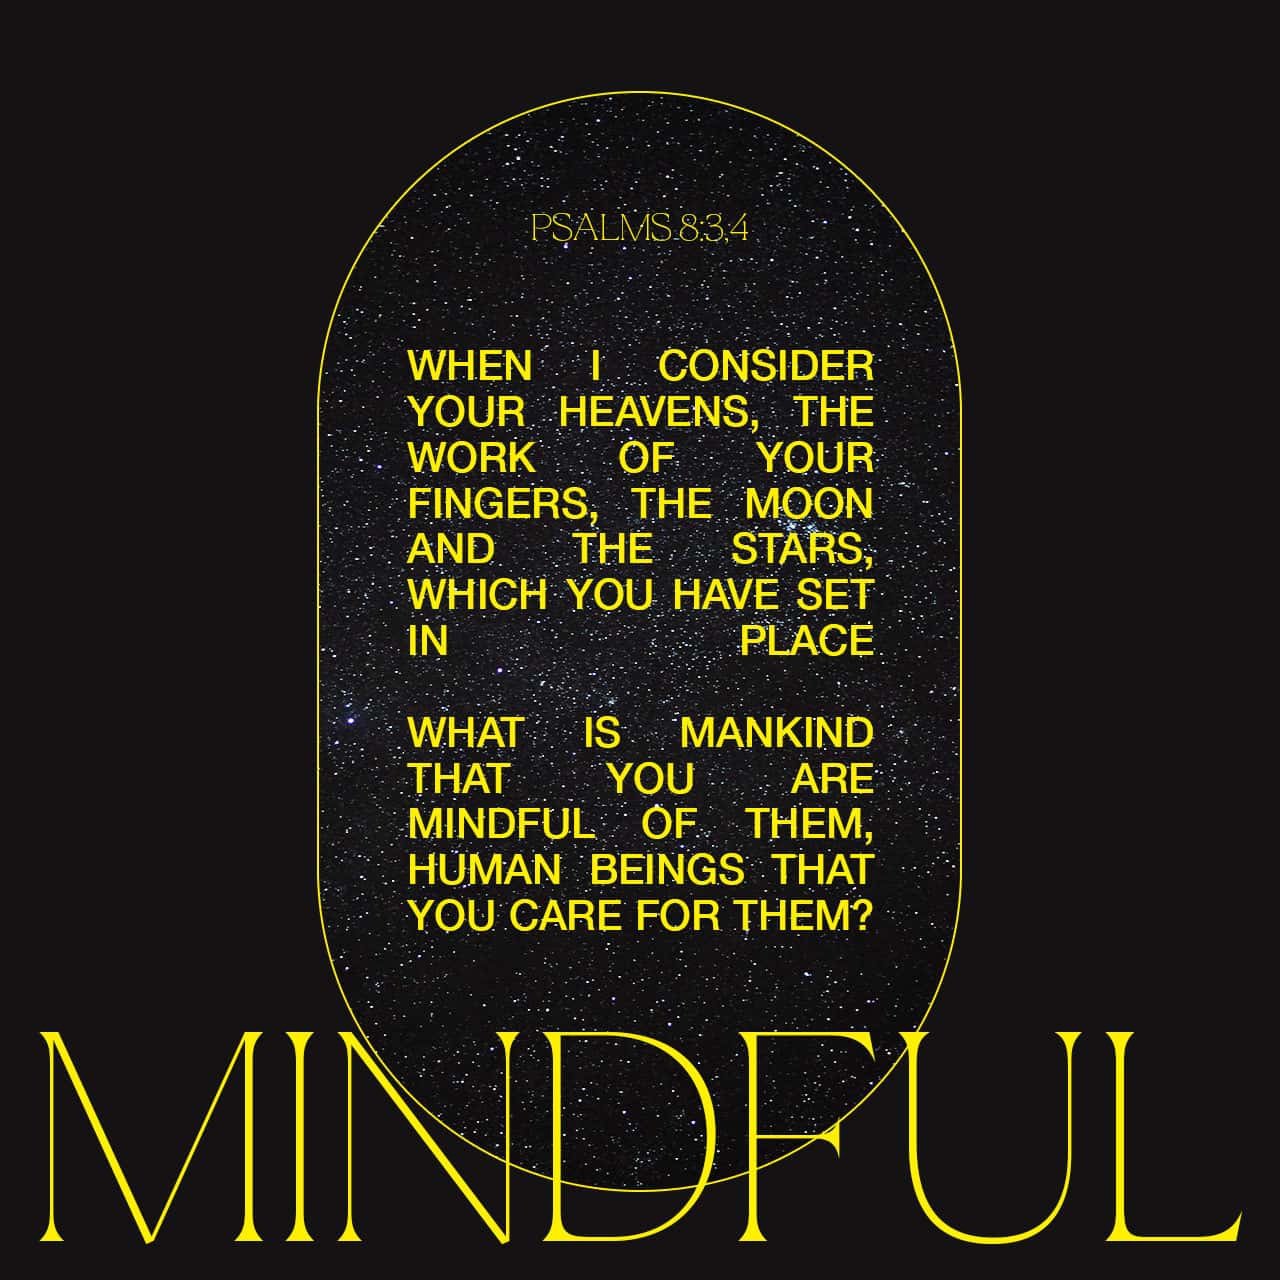 PSALMS 8:3,4
WHEN I CONSIDER
YOUR HEAVENS, THE
WORK OF YOUR
FINGERS, THE MOON
AND THE STARS,
WHICH YOU HAVE SET
IN PLACE
WHAT IS MANKIND
THAT YOU ARE
MINDFUL OF THEM,
HUMAN BEINGS THAT
YOU CARE FOR THEM?
MINDFUL